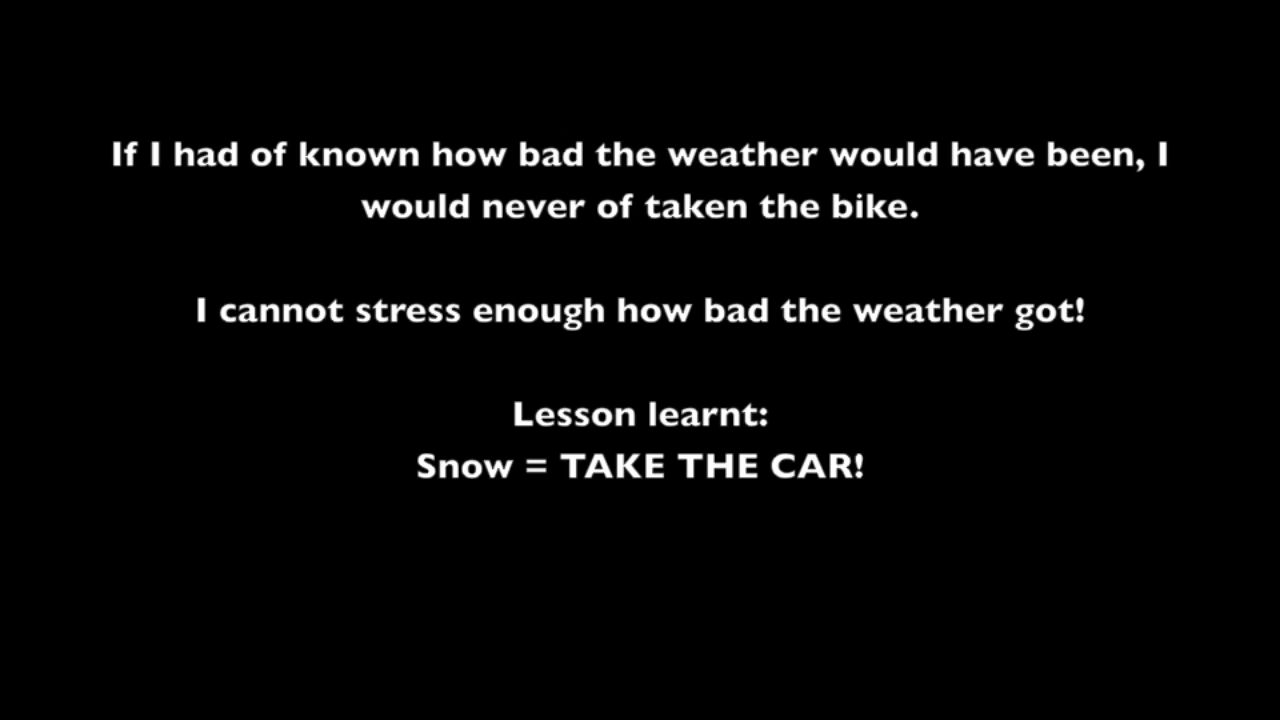 If I had of known how bad the weather would have been, I
would never of taken the bike.
I cannot stress enough how bad the weather got!
Lesson learnt:
Snow = TAKE THE CAR!